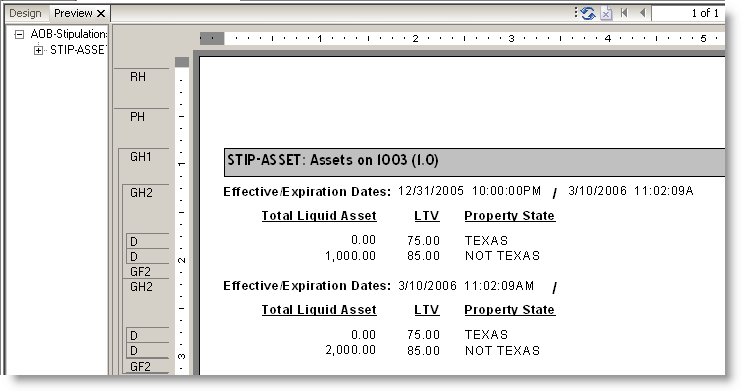 Design Preview X
1 of 1
AOB-Stipulation:
STIP-ASSE
1 2 3 4 5
RH
PH
GH1
1
STIP-ASSET: Assets on 1003 (1.0)
GH2
Effective/Expiration Dates: 12/31/2005 10:00:00PM / 3/10/2006 11:02:09A
Total Liquid Asset LTV Property State
D
0.00 75.00 TEXAS
D
1,000.00 85.00 NOT TEXAS
2
GF2
GH2
Effective/Expiration Dates: 3/10/2006 11:02:09AM /
Total Liquid Asset LTV Property State
D
0.00 75.00 TEXAS
D
2,000.00 85.00 NOT TEXAS
3
GF2